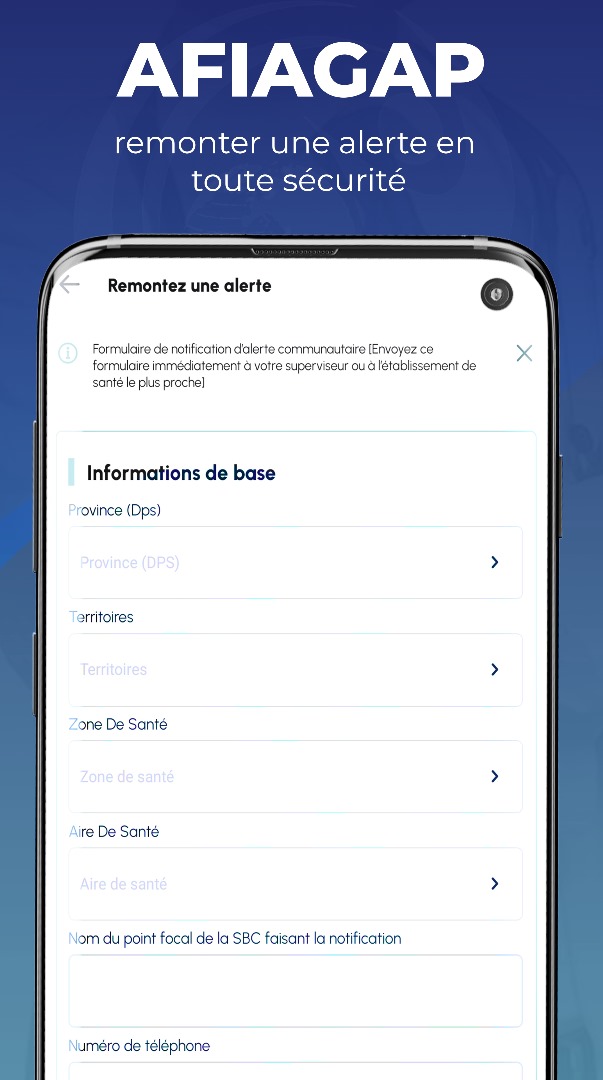 AFIAGAP
remonter une alerte en
toute sécurité
Remontez une alerte
Formulaire de notification d'alerte communautaire [Envoyez ce
formulaire immédiatement à votre superviseur ou à l'établissement de
santé le plus proche]
Informations de base
Province (Dps)
Province (DPS)
Territoires
Territoires
Zone De Santé
Zone de santé
Aire De Santé
Aire de santé
Nom du point focal de la SBC faisant la notification
Numéro de téléphone